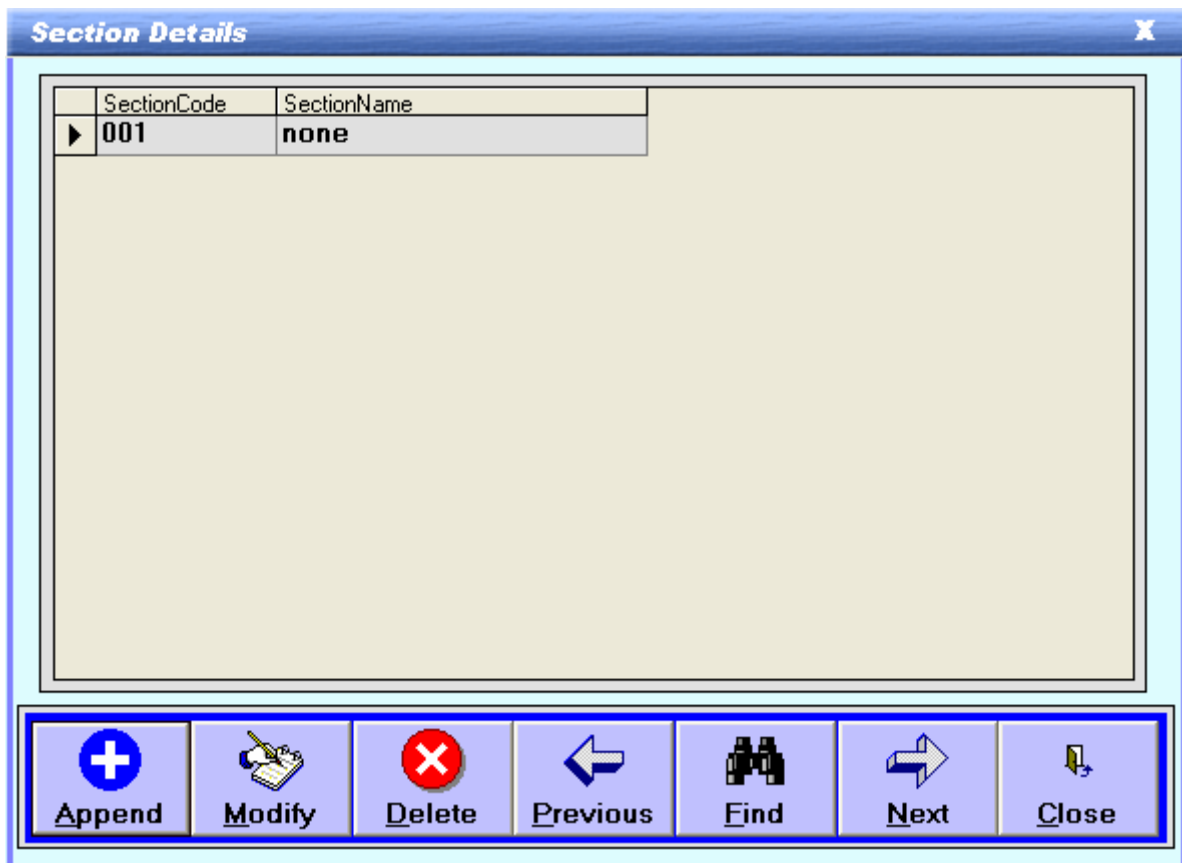 Section Details X
SectionCode SectionName
001 none
Append Modify Delete Previous Find Next Close